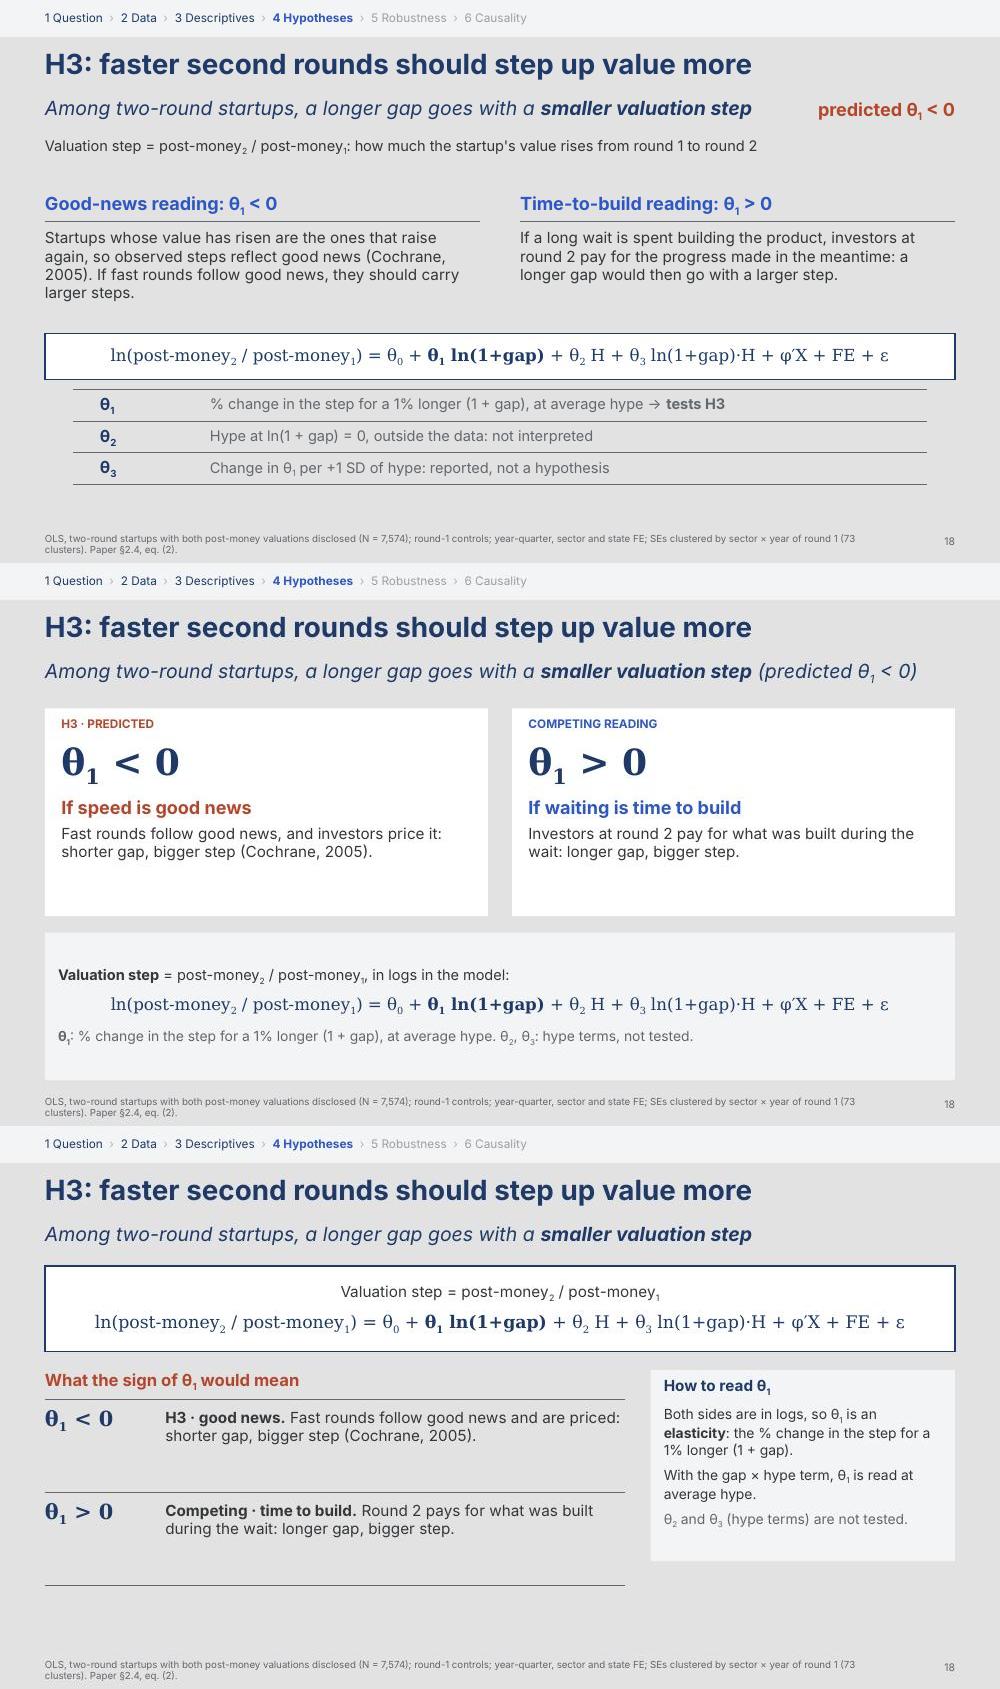 1 Question › 2 Data › 3 Descriptives › 4 Hypotheses › 5 Robustness › 6 Causality
H3: faster second rounds should step up value more
Among two-round startups, a longer gap goes with a smaller valuation step
predicted θ₁ < 0
Valuation step = post-money₂ / post-money₁: how much the startup's value rises from round 1 to round 2
Good-news reading: θ₁ < 0
Startups whose value has risen are the ones that raise
again, so observed steps reflect good news (Cochrane,
2005). If fast rounds follow good news, they should carry
larger steps.
Time-to-build reading: θ₁ > 0
If a long wait is spent building the product, investors at
round 2 pay for the progress made in the meantime: a
longer gap would then go with a larger step.
ln(post-money₂ / post-money₁) = θ₀ + θ₁ ln(1+gap) + θ₂ H + θ₃ ln(1+gap)·H + φ′X + FE + ε
θ₁ % change in the step for a 1% longer (1 + gap), at average hype → tests H3
θ₂ Hype at ln(1 + gap) = 0, outside the data: not interpreted
θ₃ Change in θ₁ per +1 SD of hype: reported, not a hypothesis
OLS, two-round startups with both post-money valuations disclosed (N = 7,574); round-1 controls; year-quarter, sector and state FE; SEs clustered by sector × year of round 1 (73
clusters). Paper §2.4, eq. (2).
18
1 Question › 2 Data › 3 Descriptives › 4 Hypotheses › 5 Robustness › 6 Causality
H3: faster second rounds should step up value more
Among two-round startups, a longer gap goes with a smaller valuation step (predicted θ₁ < 0)
H3 · PREDICTED
θ₁ < 0
If speed is good news
Fast rounds follow good news, and investors price it:
shorter gap, bigger step (Cochrane, 2005).
COMPETING READING
θ₁ > 0
If waiting is time to build
Investors at round 2 pay for what was built during the
wait: longer gap, bigger step.
Valuation step = post-money₂ / post-money₁, in logs in the model:
ln(post-money₂ / post-money₁) = θ₀ + θ₁ ln(1+gap) + θ₂ H + θ₃ ln(1+gap)·H + φ′X + FE + ε
θ₁: % change in the step for a 1% longer (1 + gap), at average hype. θ₂, θ₃: hype terms, not tested.
OLS, two-round startups with both post-money valuations disclosed (N = 7,574); round-1 controls; year-quarter, sector and state FE; SEs clustered by sector × year of round 1 (73
clusters). Paper §2.4, eq. (2).
18
1 Question › 2 Data › 3 Descriptives › 4 Hypotheses › 5 Robustness › 6 Causality
H3: faster second rounds should step up value more
Among two-round startups, a longer gap goes with a smaller valuation step
Valuation step = post-money₂ / post-money₁
ln(post-money₂ / post-money₁) = θ₀ + θ₁ ln(1+gap) + θ₂ H + θ₃ ln(1+gap)·H + φ′X + FE + ε
What the sign of θ₁ would mean
θ₁ < 0 H3 · good news. Fast rounds follow good news and are priced:
shorter gap, bigger step (Cochrane, 2005).
θ₁ > 0 Competing · time to build. Round 2 pays for what was built
during the wait: longer gap, bigger step.
How to read θ₁
Both sides are in logs, so θ₁ is an
elasticity: the % change in the step for a
1% longer (1 + gap).
With the gap × hype term, θ₁ is read at
average hype.
θ₂ and θ₃ (hype terms) are not tested.
OLS, two-round startups with both post-money valuations disclosed (N = 7,574); round-1 controls; year-quarter, sector and state FE; SEs clustered by sector × year of round 1 (73
clusters). Paper §2.4, eq. (2).
18